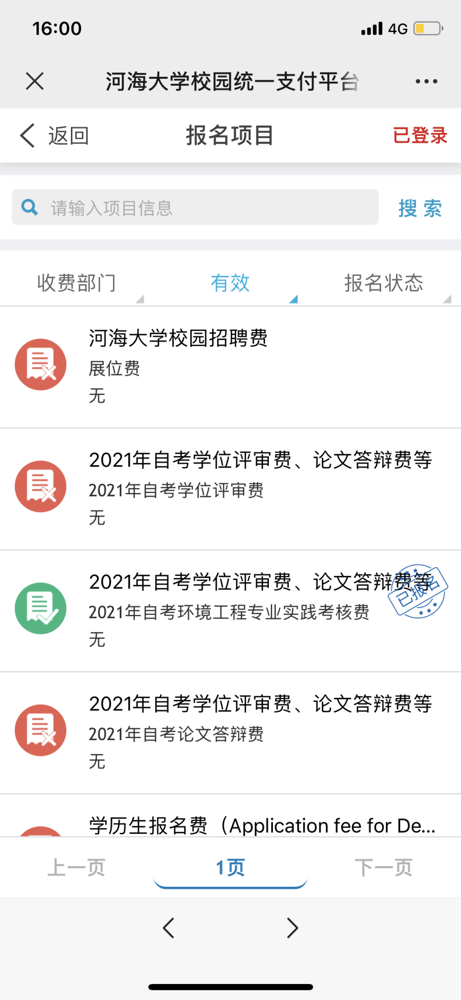 16:00
4G
河海大学校园统一支付平台
返回
报名项目
已登录
请输入项目信息
搜 索
收费部门
有效
报名状态
河海大学校园招聘费
展位费
无
2021年自考学位评审费、论文答辩费等
2021年自考学位评审费
无
2021年自考学位评审费、论文答辩费等
已报名
2021年自考环境工程专业实践考核费
无
2021年自考学位评审费、论文答辩费等
2021年自考论文答辩费
无
学历生报名费（Application fee for De...
上一页
1页
下一页